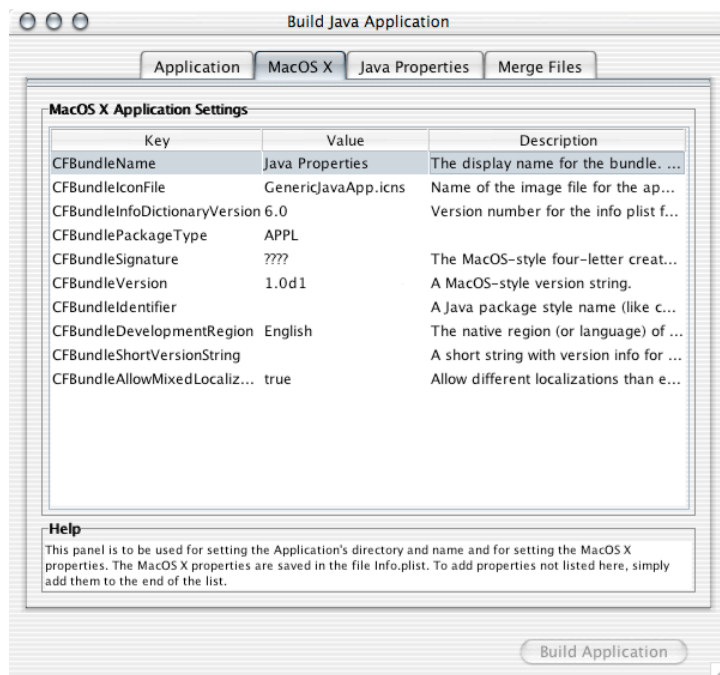 Build Java Application
Application MacOS X Java Properties Merge Files
MacOS X Application Settings
Key Value Description
CFBundleName Java Properties The display name for the bundle. ...
CFBundleIconFile GenericJavaApp.icns Name of the image file for the ap...
CFBundleInfoDictionaryVersion 6.0 Version number for the info plist f...
CFBundlePackageType APPL
CFBundleSignature ???? The MacOS-style four-letter creat...
CFBundleVersion 1.0d1 A MacOS-style version string.
CFBundleIdentifier A Java package style name (like c...
CFBundleDevelopmentRegion English The native region (or language) of ...
CFBundleShortVersionString A short string with version info for ...
CFBundleAllowMixedLocaliz... true Allow different localizations than e...
Help
This panel is to be used for setting the Application's directory and name and for setting the MacOS X
properties. The MacOS X properties are saved in the file Info.plist. To add properties not listed here, simply
add them to the end of the list.
Build Application